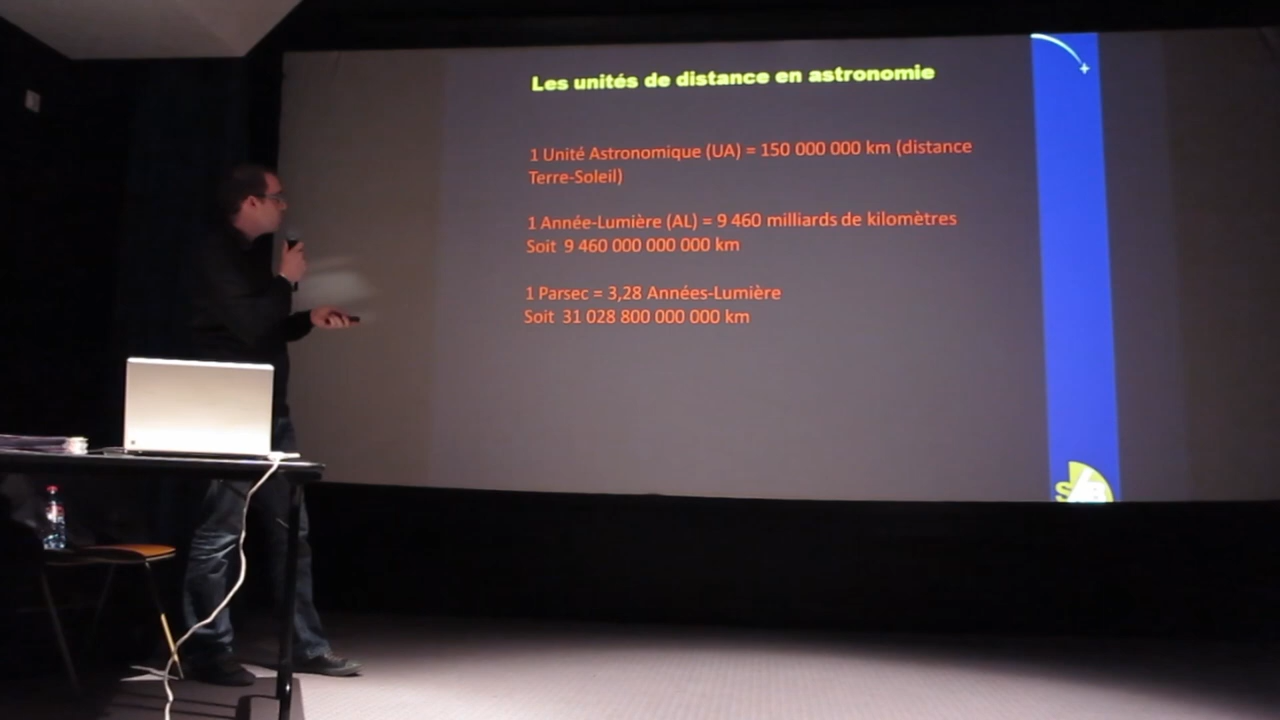 Les unités de distance en astronomie
1 Unité Astronomique (UA) = 150 000 000 km (distance
Terre-Soleil)
1 Année-Lumière (AL) = 9 460 milliards de kilomètres
Soit 9 460 000 000 000 km
1 Parsec = 3,28 Années-Lumière
Soit 31 028 800 000 000 km